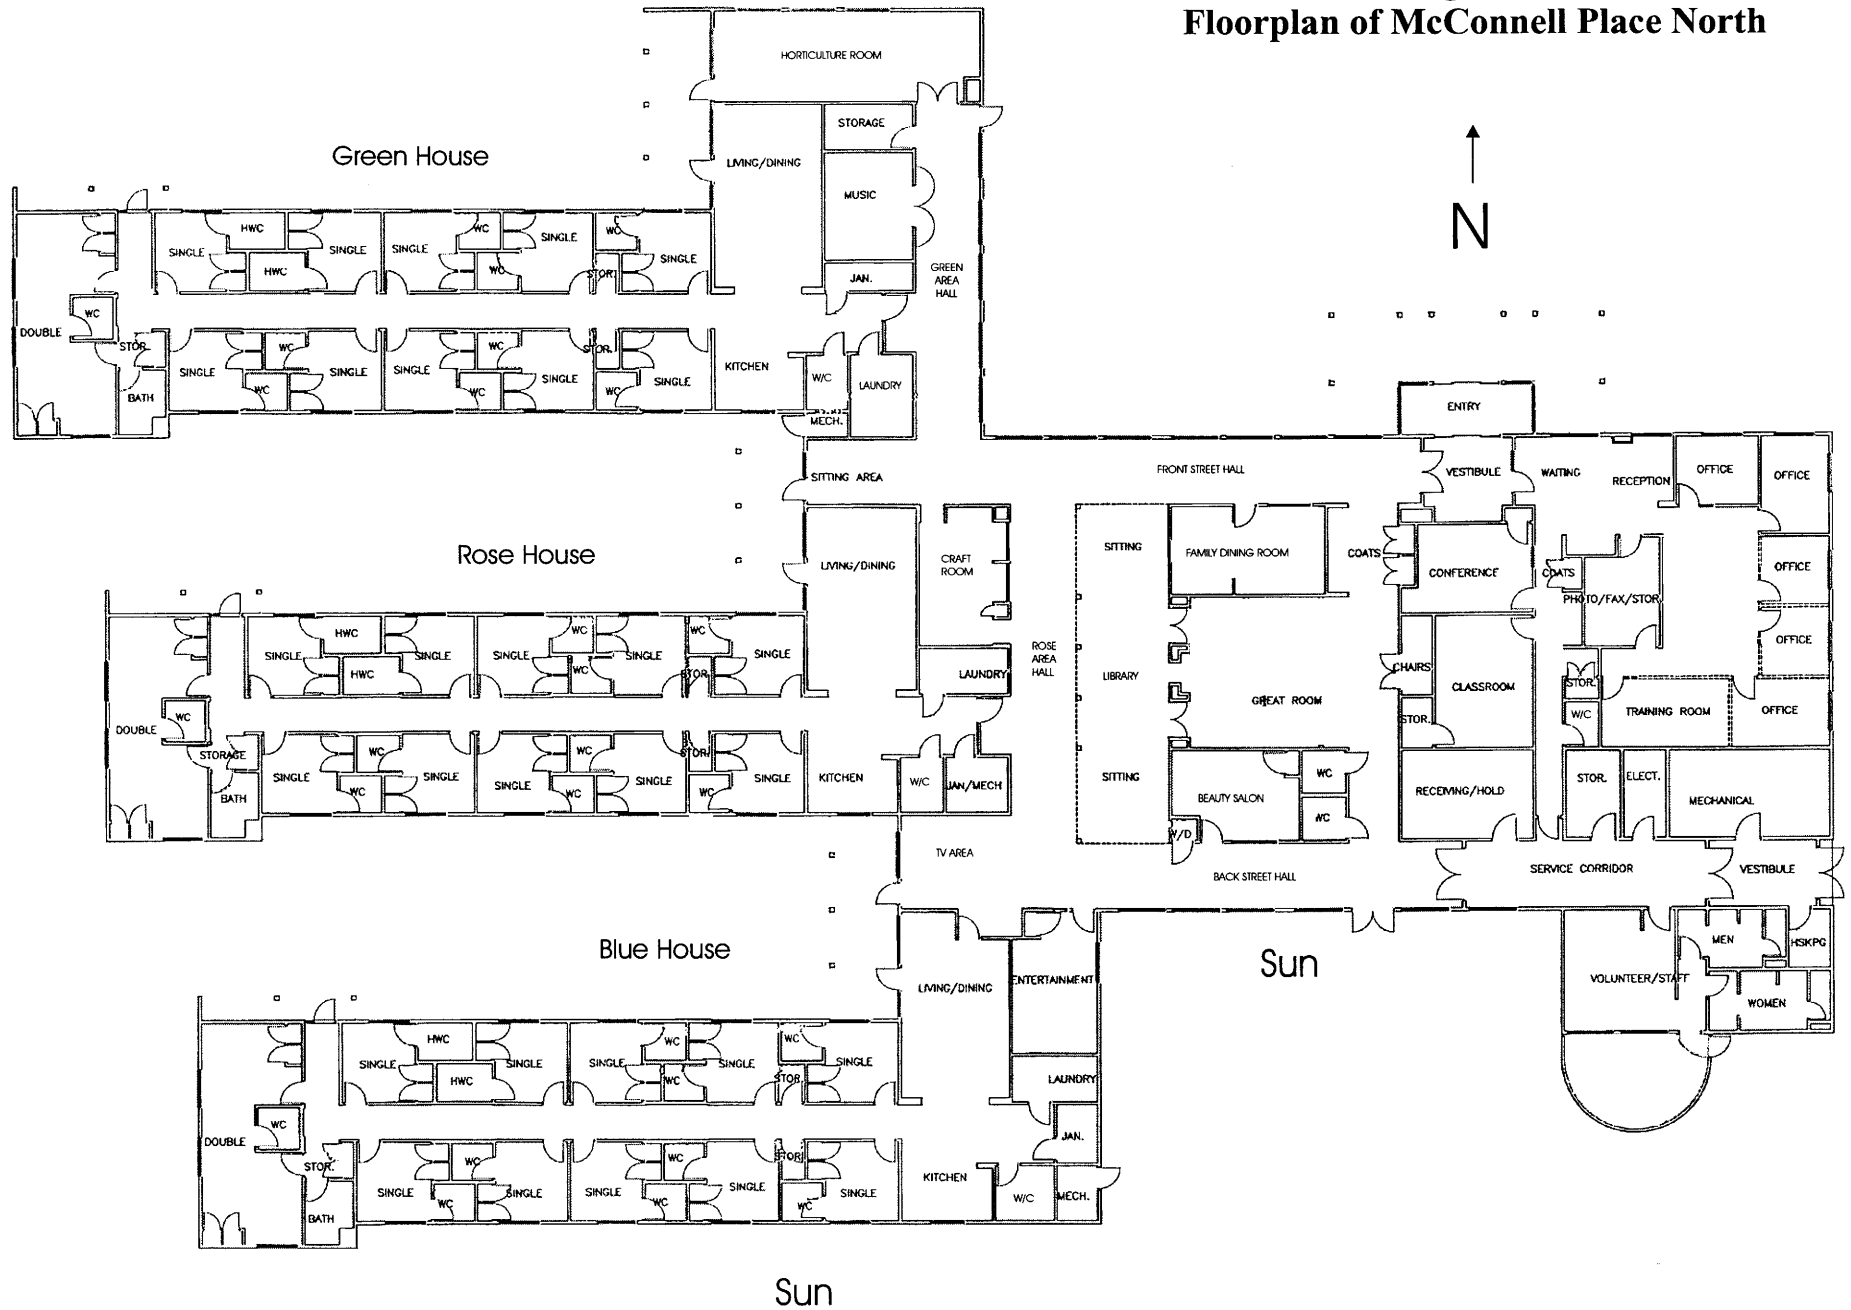 Floorplan of McConnell Place North
N
HORTICULTURE ROOM
STORAGE
LIVING/DINING
MUSIC
JAN.
GREEN
AREA
HALL
Green House
HWC
WC
WC
SINGLE
SINGLE
SINGLE
SINGLE
SINGLE
HWC
WC
STOR.
WC
DOUBLE
STOR.
WC
WC
STOR.
SINGLE
SINGLE
SINGLE
SINGLE
SINGLE
WC
WC
WC
BATH
KITCHEN
W/C
LAUNDRY
MECH.
SITTING AREA
FRONT STREET HALL
ENTRY
VESTIBULE
WAITING
RECEPTION
OFFICE
OFFICE
Rose House
LIVING/DINING
CRAFT
ROOM
SITTING
FAMILY DINING ROOM
COATS
CONFERENCE
COATS
PHOTO/FAX/STOR.
OFFICE
OFFICE
HWC
WC
WC
SINGLE
SINGLE
SINGLE
SINGLE
SINGLE
HWC
WC
STOR.
LAUNDRY
ROSE
AREA
HALL
LIBRARY
GREAT ROOM
CHAIRS
CLASSROOM
STOR.
STOR.
W/C
TRAINING ROOM
OFFICE
WC
DOUBLE
STORAGE
WC
WC
STOR.
SINGLE
SINGLE
SINGLE
SINGLE
SINGLE
WC
WC
WC
BATH
KITCHEN
W/C
JAN/MECH
SITTING
BEAUTY SALON
WC
WC
W/D
RECEIVING/HOLD
STOR.
ELECT.
MECHANICAL
TV AREA
BACK STREET HALL
SERVICE CORRIDOR
VESTIBULE
Blue House
LIVING/DINING
ENTERTAINMENT
Sun
VOLUNTEER/STAFF
MEN
HSKPG
WOMEN
HWC
WC
WC
SINGLE
SINGLE
SINGLE
SINGLE
SINGLE
HWC
WC
STOR.
LAUNDRY
JAN.
WC
DOUBLE
STOR.
WC
WC
STOR.
SINGLE
SINGLE
SINGLE
SINGLE
SINGLE
WC
WC
WC
BATH
KITCHEN
W/C
MECH.
Sun